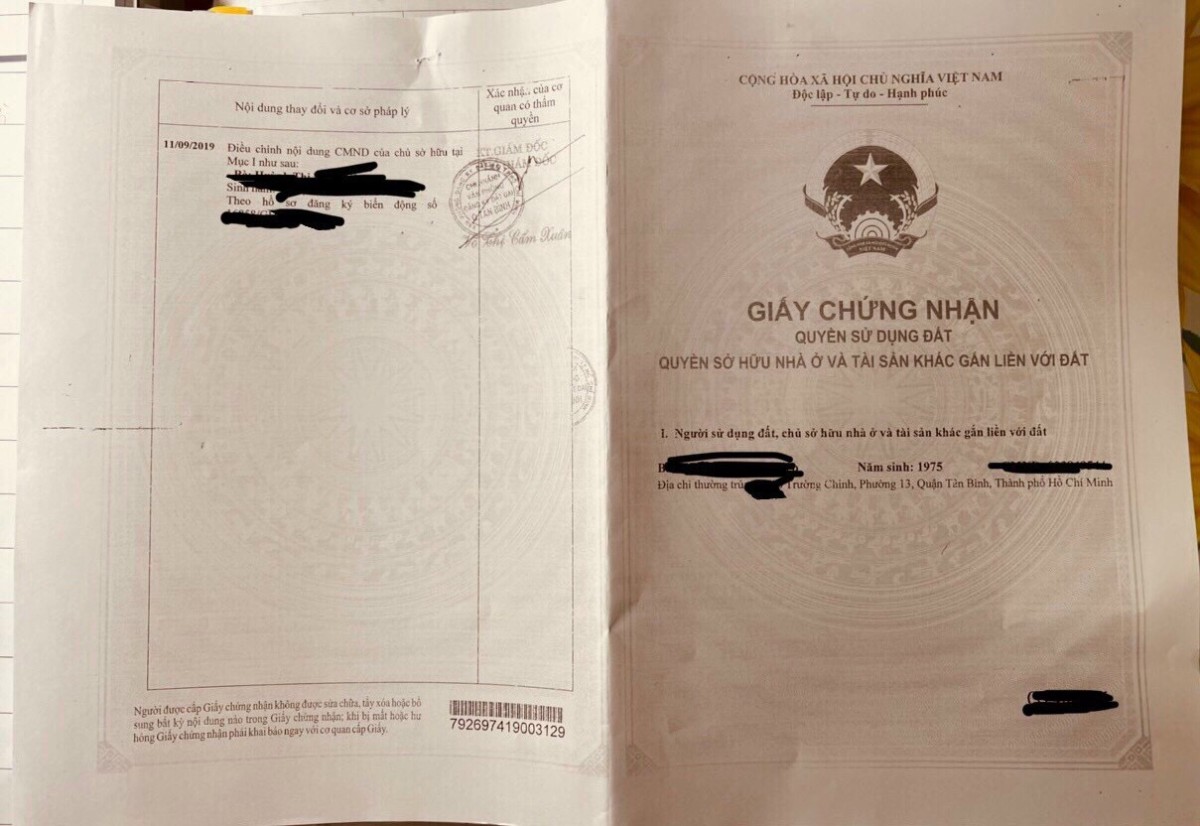 Nội dung thay đổi và cơ sở pháp lý
Xác nhậ.. của cơ
quan có thẩm
quyền
11/09/2019 Điều chỉnh nội dung CMND của chủ sở hữu tại
Mục I như sau:
Sinh năm
Theo hồ sơ đăng ký biến động số
KT.GIÁM ĐỐC
Thị Cẩm Xuân
Người được cấp Giấy chứng nhận không được sửa chữa, tẩy xóa hoặc bổ
sung bất kỳ nội dung nào trong Giấy chứng nhận; khi bị mất hoặc hư
hỏng Giấy chứng nhận phải khai báo ngay với cơ quan cấp Giấy.
792697419003129
CỘNG HÒA XÃ HỘI CHỦ NGHĨA VIỆT NAM
Độc lập - Tự do - Hạnh phúc
VIỆT NAM
GIẤY CHỨNG NHẬN
QUYỀN SỬ DỤNG ĐẤT
QUYỀN SỞ HỮU NHÀ Ở VÀ TÀI SẢN KHÁC GẮN LIỀN VỚI ĐẤT
I. Người sử dụng đất, chủ sở hữu nhà ở và tài sản khác gắn liền với đất
Năm sinh: 1975
Địa chỉ thường trú Trường Chinh, Phường 13, Quận Tân Bình, Thành phố Hồ Chí Minh